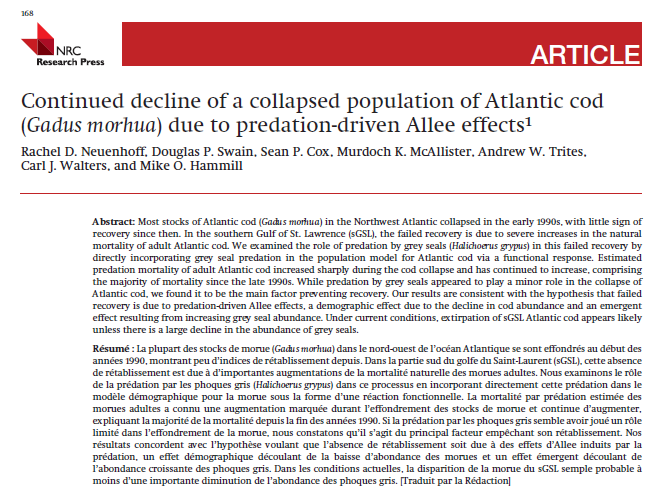 168
NRC
Research Press
ARTICLE
Continued decline of a collapsed population of Atlantic cod
(Gadus morhua) due to predation-driven Allee effects¹
Rachel D. Neuenhoff, Douglas P. Swain, Sean P. Cox, Murdoch K. McAllister, Andrew W. Trites,
Carl J. Walters, and Mike O. Hammill
Abstract: Most stocks of Atlantic cod (Gadus morhua) in the Northwest Atlantic collapsed in the early 1990s, with little sign of
recovery since then. In the southern Gulf of St. Lawrence (sGSL), the failed recovery is due to severe increases in the natural
mortality of adult Atlantic cod. We examined the role of predation by grey seals (Halichoerus grypus) in this failed recovery by
directly incorporating grey seal predation in the population model for Atlantic cod via a functional response. Estimated
predation mortality of adult Atlantic cod increased sharply during the cod collapse and has continued to increase, comprising
the majority of mortality since the late 1990s. While predation by grey seals appeared to play a minor role in the collapse of
Atlantic cod, we found it to be the main factor preventing recovery. Our results are consistent with the hypothesis that failed
recovery is due to predation-driven Allee effects, a demographic effect due to the decline in cod abundance and an emergent
effect resulting from increasing grey seal abundance. Under current conditions, extirpation of sGSL Atlantic cod appears likely
unless there is a large decline in the abundance of grey seals.
Résumé : La plupart des stocks de morue (Gadus morhua) dans le nord-ouest de l'océan Atlantique se sont effondrés au début des
années 1990, montrant peu d'indices de rétablissement depuis. Dans la partie sud du golfe du Saint-Laurent (sGSL), cette absence
de rétablissement est due à d'importantes augmentations de la mortalité naturelle des morues adultes. Nous examinons le rôle
de la prédation par les phoques gris (Halichoerus grypus) dans ce processus en incorporant directement cette prédation dans le
modèle démographique pour la morue sous la forme d'une réaction fonctionnelle. La mortalité par prédation estimée des
morues adultes a connu une augmentation marquée durant l'effondrement des stocks de morue et continue d'augmenter,
expliquant la majorité de la mortalité depuis la fin des années 1990. Si la prédation par les phoques gris semble avoir joué un rôle
limité dans l'effondrement de la morue, nous constatons qu'il s'agit du principal facteur empêchant son rétablissement. Nos
résultats concordent avec l'hypothèse voulant que l'absence de rétablissement soit due à des effets d'Allee induits par la
prédation, un effet démographique découlant de la baisse d'abondance des morues et un effet émergent découlant de
l'abondance croissante des phoques gris. Dans les conditions actuelles, la disparition de la morue du sGSL semble probable à
moins d'une importante diminution de l'abondance des phoques gris. [Traduit par la Rédaction]